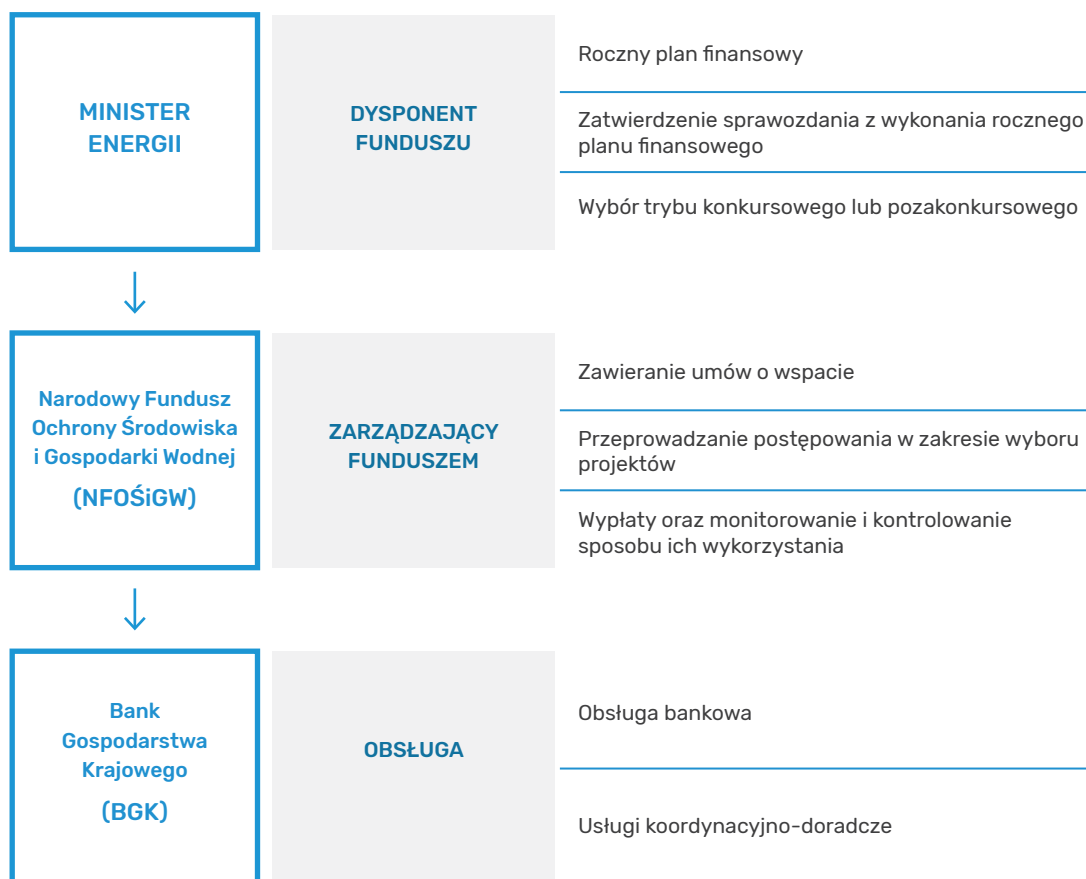 MINISTER
ENERGII
DYSPONENT
FUNDUSZU
Roczny plan finansowy
Zatwierdzenie sprawozdania z wykonania rocznego
planu finansowego
Wybór trybu konkursowego lub pozakonkursowego
Narodowy Fundusz
Ochrony Środowiska
i Gospodarki Wodnej
(NFOŚiGW)
ZARZĄDZAJĄCY
FUNDUSZEM
Zawieranie umów o wspacie
Przeprowadzanie postępowania w zakresie wyboru
projektów
Wypłaty oraz monitorowanie i kontrolowanie
sposobu ich wykorzystania
Bank
Gospodarstwa
Krajowego
(BGK)
OBSŁUGA
Obsługa bankowa
Usługi koordynacyjno-doradcze